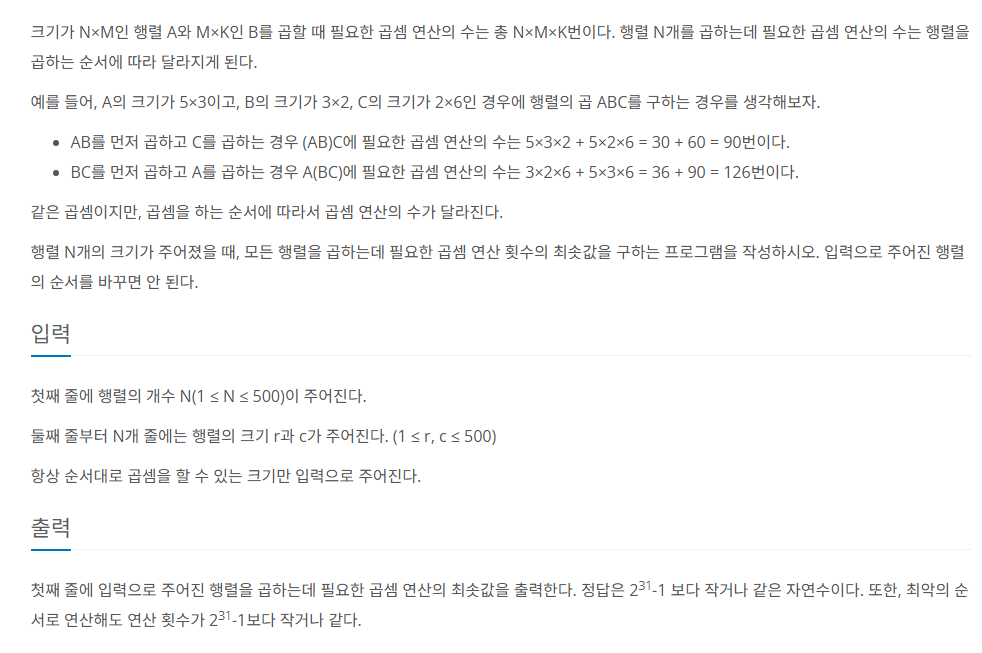 크기가 N×M인 행렬 A와 M×K인 B를 곱할 때 필요한 곱셈 연산의 수는 총 N×M×K번이다. 행렬 N개를 곱하는데 필요한 곱셈 연산의 수는 행렬을
곱하는 순서에 따라 달라지게 된다.
예를 들어, A의 크기가 5×3이고, B의 크기가 3×2, C의 크기가 2×6인 경우에 행렬의 곱 ABC를 구하는 경우를 생각해보자.
• AB를 먼저 곱하고 C를 곱하는 경우 (AB)C에 필요한 곱셈 연산의 수는 5×3×2 + 5×2×6 = 30 + 60 = 90번이다.
• BC를 먼저 곱하고 A를 곱하는 경우 A(BC)에 필요한 곱셈 연산의 수는 3×2×6 + 5×3×6 = 36 + 90 = 126번이다.
같은 곱셈이지만, 곱셈을 하는 순서에 따라서 곱셈 연산의 수가 달라진다.
행렬 N개의 크기가 주어졌을 때, 모든 행렬을 곱하는데 필요한 곱셈 연산 횟수의 최솟값을 구하는 프로그램을 작성하시오. 입력으로 주어진 행렬
의 순서를 바꾸면 안 된다.
입력
첫째 줄에 행렬의 개수 N(1 ≤ N ≤ 500)이 주어진다.
둘째 줄부터 N개 줄에는 행렬의 크기 r과 c가 주어진다. (1 ≤ r, c ≤ 500)
항상 순서대로 곱셈을 할 수 있는 크기만 입력으로 주어진다.
출력
첫째 줄에 입력으로 주어진 행렬을 곱하는데 필요한 곱셈 연산의 최솟값을 출력한다. 정답은 2³¹-1 보다 작거나 같은 자연수이다. 또한, 최악의 순
서로 연산해도 연산 횟수가 2³¹-1보다 작거나 같다.